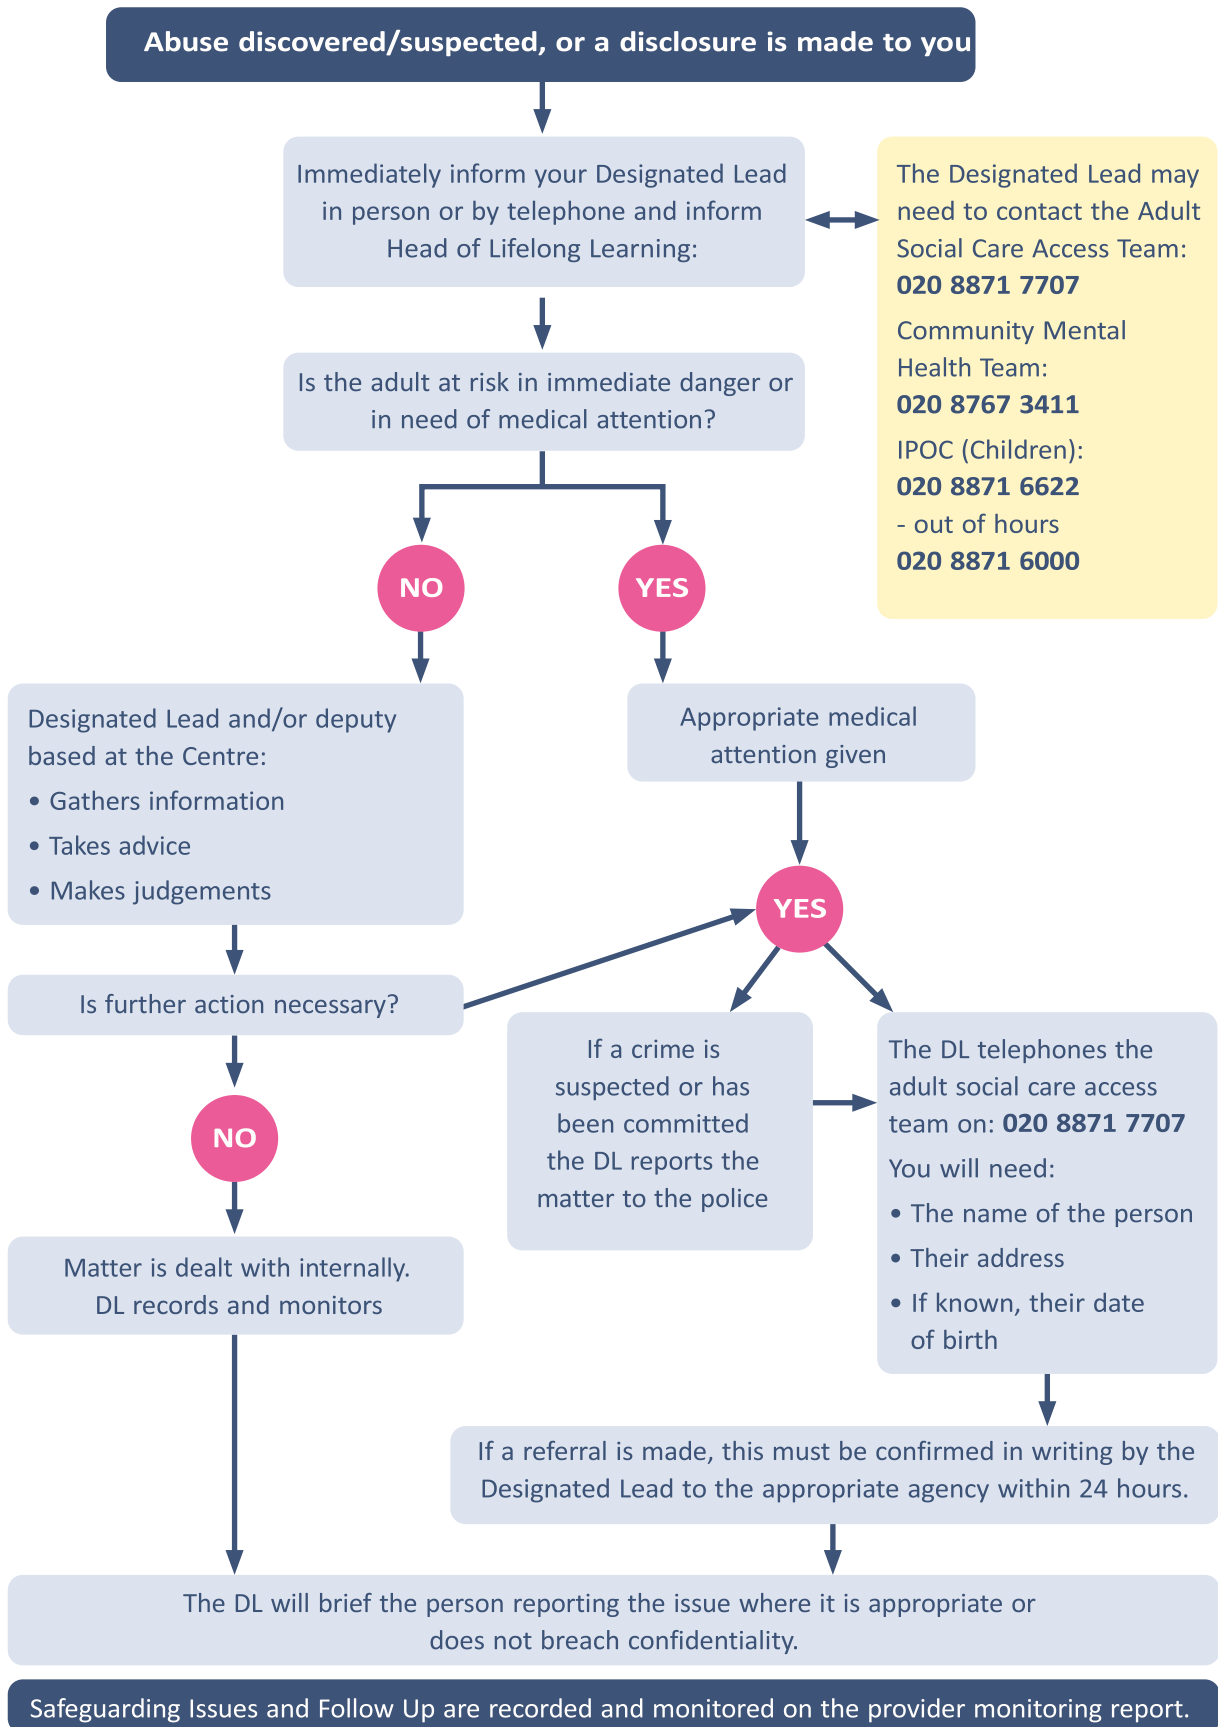 Abuse discovered/suspected, or a disclosure is made to you
Immediately inform your Designated Lead
in person or by telephone and inform
Head of Lifelong Learning:
The Designated Lead may
need to contact the Adult
Social Care Access Team:
020 8871 7707
Community Mental
Health Team:
020 8767 3411
IPOC (Children):
020 8871 6622
- out of hours
020 8871 6000
Is the adult at risk in immediate danger or
in need of medical attention?
NO
YES
Designated Lead and/or deputy
based at the Centre:
• Gathers information
• Takes advice
• Makes judgements
Appropriate medical
attention given
YES
Is further action necessary?
NO
If a crime is
suspected or has
been committed
the DL reports the
matter to the police
The DL telephones the
adult social care access
team on: 020 8871 7707
You will need:
• The name of the person
• Their address
• If known, their date
of birth
Matter is dealt with internally.
DL records and monitors
If a referral is made, this must be confirmed in writing by the
Designated Lead to the appropriate agency within 24 hours.
The DL will brief the person reporting the issue where it is appropriate or
does not breach confidentiality.
Safeguarding Issues and Follow Up are recorded and monitored on the provider monitoring report.